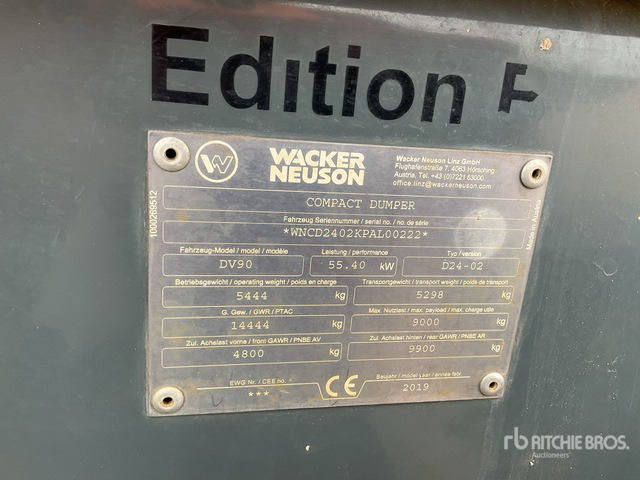 Edition
WACKER
NEUSON
Wacker Neuson Linz GmbH
Flughafenstraße 7, 4063 Hörsching
Austria, Tel. +43 (0)7221 63000
office.linz@wackerneuson.com
1000269512
COMPACT DUMPER
Fahrzeug Seriennummer / serial no. / no. de série
*WNCD2402KPAL00222*
Made in Austria
Fahrzeug-Model / model / modèle
DV90
Leistung / performance
55.40 kW
Typ / version
D24-02
Betriebsgewicht / operating weight / poids en charge
5444 kg
Transportgewicht / transport weight / poids de transport
5298 kg
G. Gew. / GWR / PTAC
14444 kg
Max. Nutzlast / max. payload / max. charge utile
9000 kg
Zul. Achslast vorne / front GAWR / PNBE AV
4800 kg
Zul. Achslast hinten / rear GAWR / PNBE AR
9900 kg
EWG Nr. / CEE no.
***
CE
Baujahr / model year / année fabr.
2019
rb RITCHIE BROS.
Auctioneers